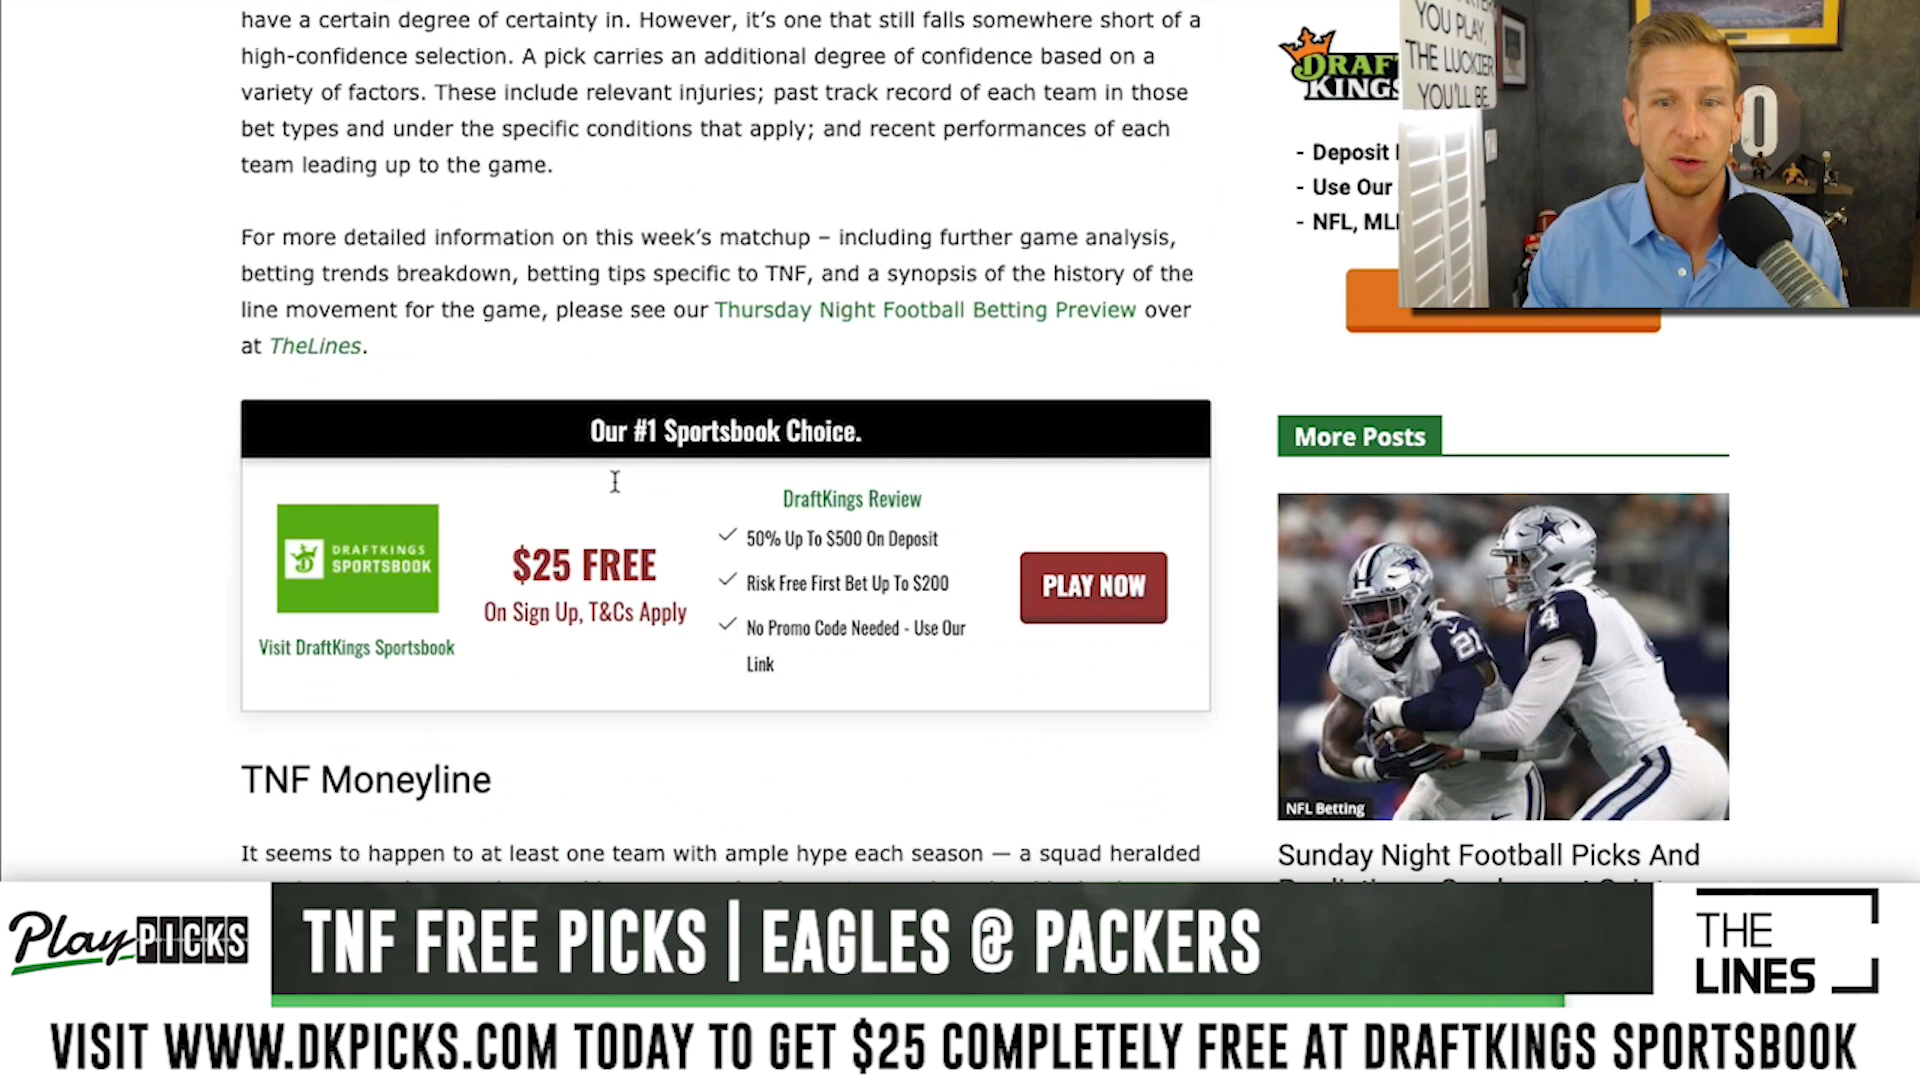 have a certain degree of certainty in. However, it's one that still falls somewhere short of a
high-confidence selection. A pick carries an additional degree of confidence based on a
variety of factors. These include relevant injuries; past track record of each team in those
bet types and under the specific conditions that apply; and recent performances of each
team leading up to the game.
For more detailed information on this week's matchup – including further game analysis,
betting trends breakdown, betting tips specific to TNF, and a synopsis of the history of the
line movement for the game, please see our Thursday Night Football Betting Preview over
at TheLines.
Our #1 Sportsbook Choice.
DRAFTKINGS
SPORTSBOOK
Visit DraftKings Sportsbook
$25 FREE
On Sign Up, T&Cs Apply
DraftKings Review
50% Up To $500 On Deposit
Risk Free First Bet Up To $200
No Promo Code Needed - Use Our
Link
PLAY NOW
TNF Moneyline
It seems to happen to at least one team with ample hype each season — a squad heralded
DRAF
KINGS
- Deposit
- Use Our
- NFL, ML
YOU PLAY,
THE LUCKIER
YOU'LL BE
0
More Posts
21
4
NFL Betting
Sunday Night Football Picks And
Play PICKS
TNF FREE PICKS | EAGLES @ PACKERS
THE
LINES
VISIT WWW.DKPICKS.COM TODAY TO GET $25 COMPLETELY FREE AT DRAFTKINGS SPORTSBOOK